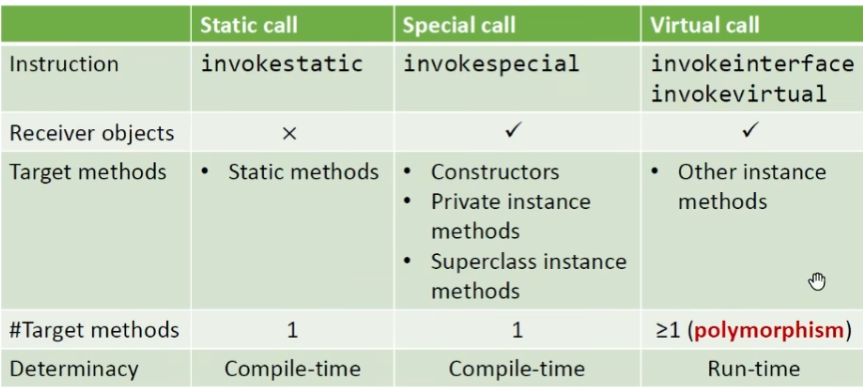 Static call Special call Virtual call
Instruction invokestatic invokespecial invokeinterface
invokevirtual
Receiver objects × ✓ ✓
Target methods • Static methods • Constructors • Other instance
• Private instance methods
methods
• Superclass instance
methods
#Target methods 1 1 ≥1 (polymorphism)
Determinacy Compile-time Compile-time Run-time